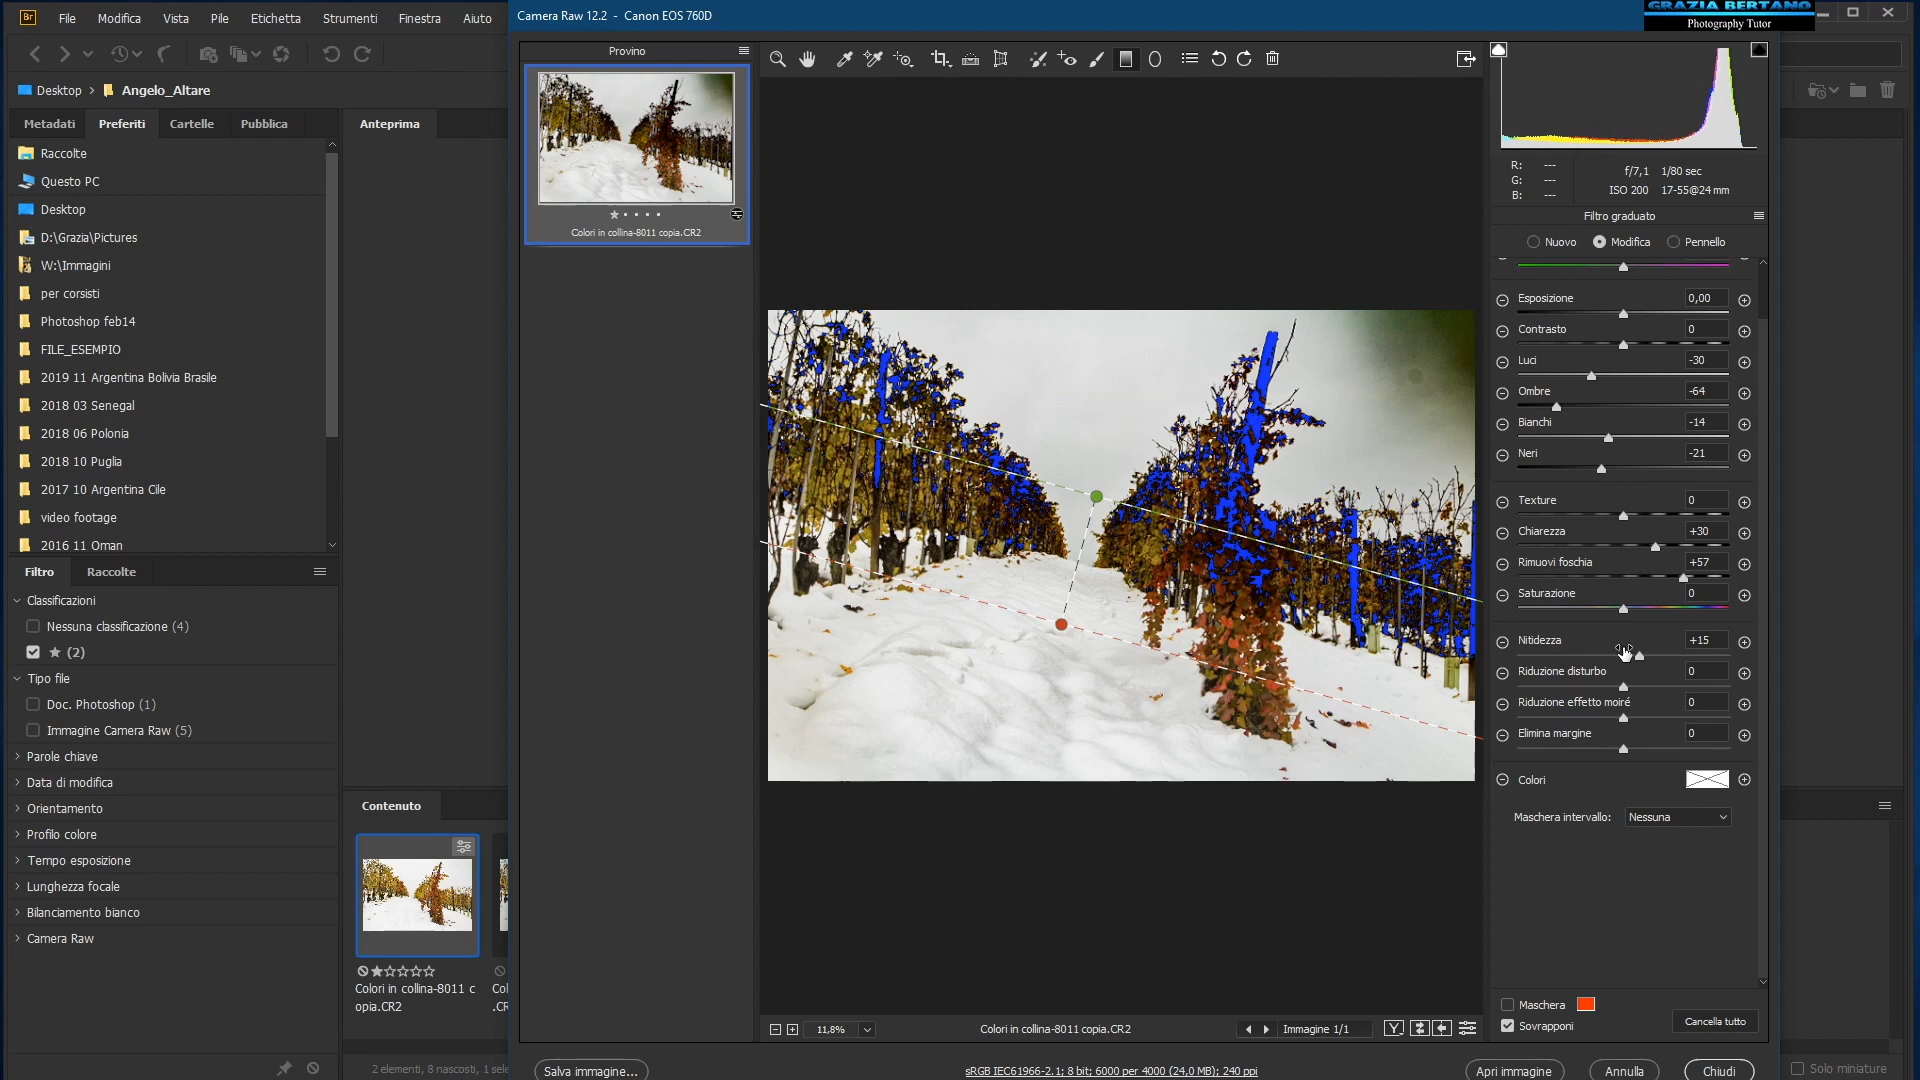 Br File Modifica Vista Pile Etichetta Strumenti Finestra Aiuto
Camera Raw 12.2 - Canon EOS 760D
GRAZIA BERTANO
Photography Tutor
Desktop Angelo_Altare
Metadati Preferiti Cartelle Pubblica
Anteprima
Raccolte
Questo PC
Desktop
D:\Grazia\Pictures
W:\Immagini
per corsisti
Photoshop feb14
FILE_ESEMPIO
2019 11 Argentina Bolivia Brasile
2018 03 Senegal
2018 06 Polonia
2018 10 Puglia
2017 10 Argentina Cile
video footage
2016 11 Oman
Filtro Raccolte
Classificazioni
Nessuna classificazione (4)
★ (2)
Tipo file
Doc. Photoshop (1)
Immagine Camera Raw (5)
Parole chiave
Data di modifica
Orientamento
Profilo colore
Tempo esposizione
Lunghezza focale
Bilanciamento bianco
Camera Raw
Contenuto
Colori in collina-8011 c
opia.CR2
Col
.CR
2 elementi, 8 nascosti, 1 sele
Provino
Colori in collina-8011 copia.CR2
11,8%
Colori in collina-8011 copia.CR2
Immagine 1/1
Salva immagine...
sRGB IEC61966-2.1; 8 bit; 6000 per 4000 (24,0 MB); 240 ppi
Apri immagine Annulla Chiudi
R: ---
G: ---
B: ---
f/7,1 1/80 sec
ISO 200 17-55@24 mm
Filtro graduato
Nuovo Modifica Pennello
Esposizione 0,00
Contrasto 0
Luci -30
Ombre -64
Bianchi -14
Neri -21
Texture 0
Chiarezza +30
Rimuovi foschia +57
Saturazione 0
Nitidezza +15
Riduzione disturbo 0
Riduzione effetto moiré 0
Elimina margine 0
Colori
Maschera intervallo: Nessuna
Maschera
Sovrapponi
Cancella tutto
Solo miniature